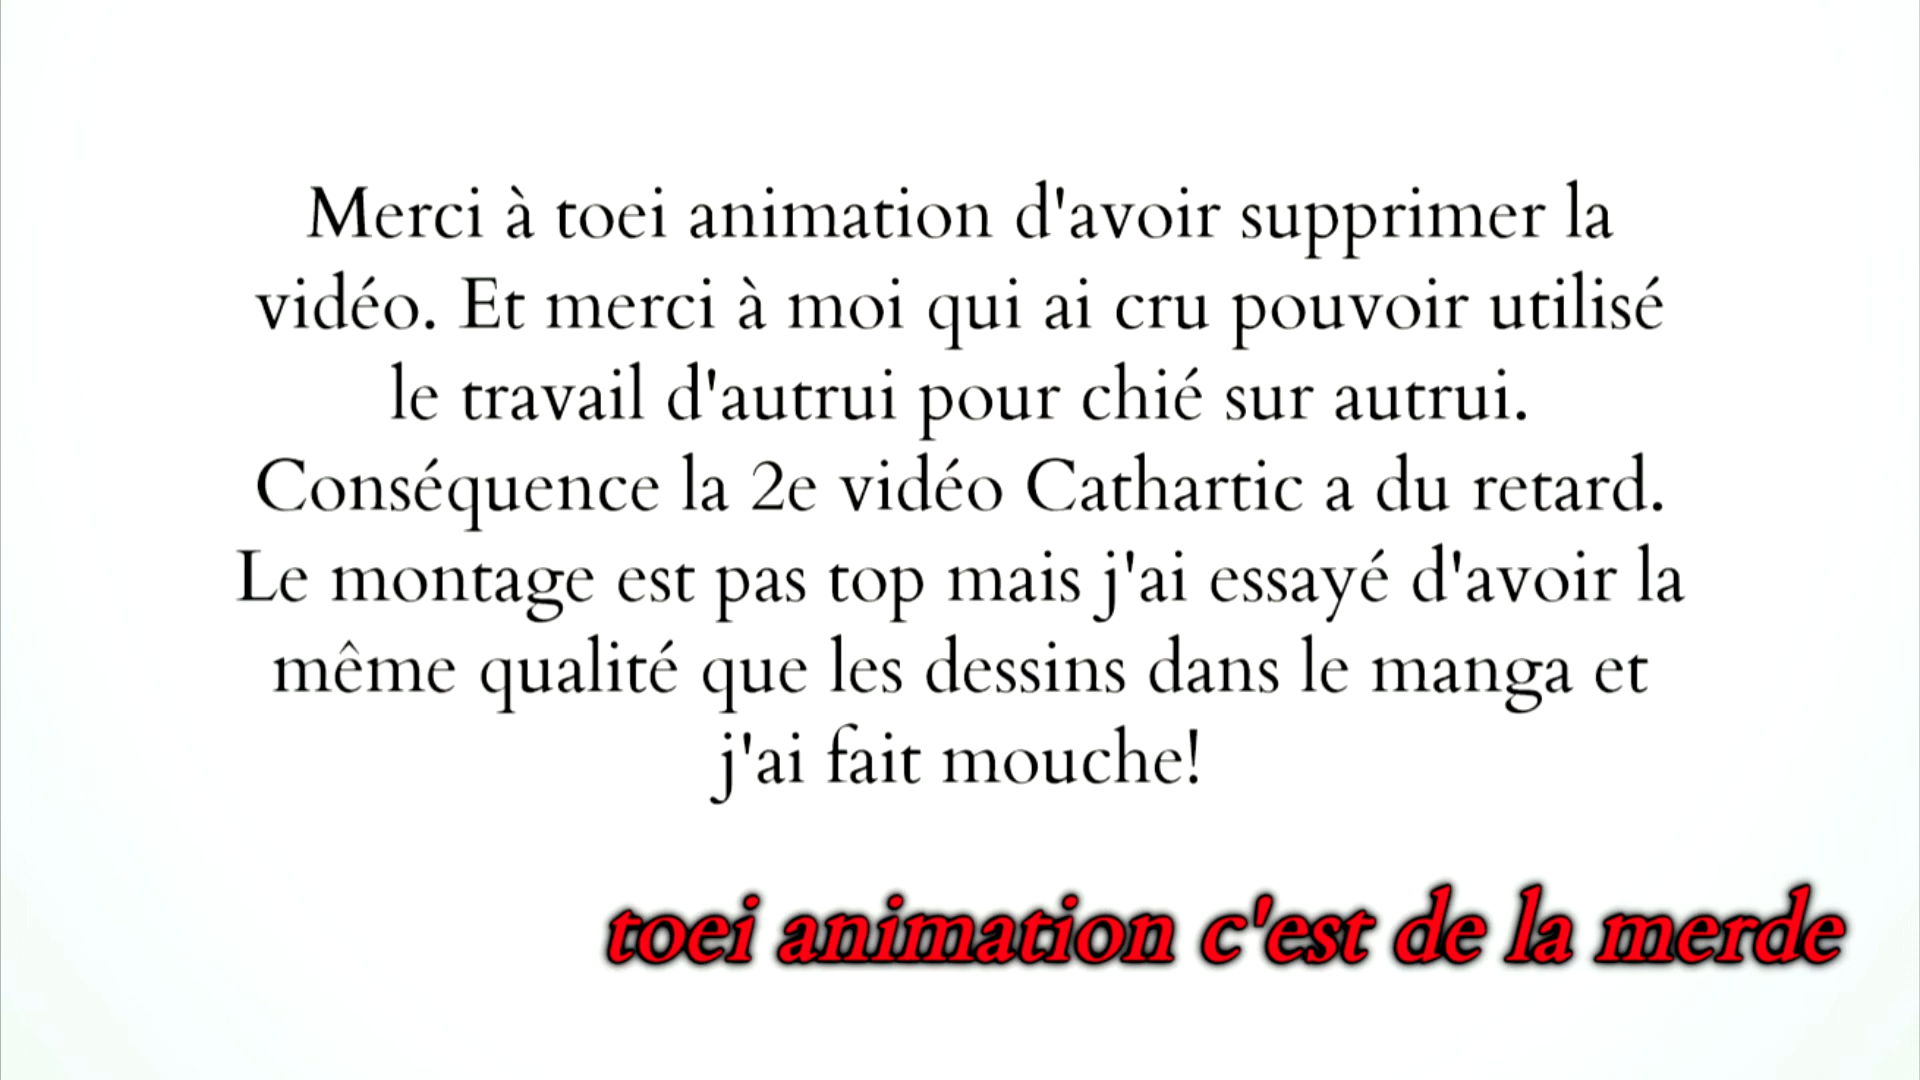 Merci à toei animation d'avoir supprimer la
vidéo. Et merci à moi qui ai cru pouvoir utilisé
le travail d'autrui pour chié sur autrui.
Conséquence la 2e vidéo Cathartic a du retard.
Le montage est pas top mais j'ai essayé d'avoir la
même qualité que les dessins dans le manga et
j'ai fait mouche!
toei animation c'est de la merde